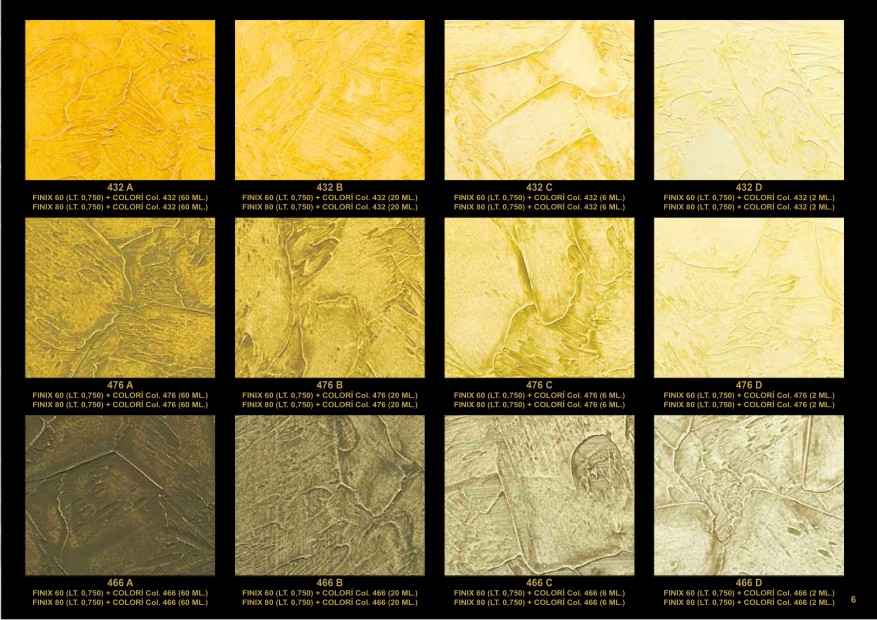 432 A
FINIX 60 (LT. 0,750) + COLORÌ Col. 432 (60 ML.)
FINIX 80 (LT. 0,750) + COLORÌ Col. 432 (60 ML.)
432 B
FINIX 60 (LT. 0,750) + COLORÌ Col. 432 (20 ML.)
FINIX 80 (LT. 0,750) + COLORÌ Col. 432 (20 ML.)
432 C
FINIX 60 (LT. 0,750) + COLORÌ Col. 432 (6 ML.)
FINIX 80 (LT. 0,750) + COLORÌ Col. 432 (6 ML.)
432 D
FINIX 60 (LT. 0,750) + COLORÌ Col. 432 (2 ML.)
FINIX 80 (LT. 0,750) + COLORÌ Col. 432 (2 ML.)
476 A
FINIX 60 (LT. 0,750) + COLORÌ Col. 476 (60 ML.)
FINIX 80 (LT. 0,750) + COLORÌ Col. 476 (60 ML.)
476 B
FINIX 60 (LT. 0,750) + COLORÌ Col. 476 (20 ML.)
FINIX 80 (LT. 0,750) + COLORÌ Col. 476 (20 ML.)
476 C
FINIX 60 (LT. 0,750) + COLORÌ Col. 476 (6 ML.)
FINIX 80 (LT. 0,750) + COLORÌ Col. 476 (6 ML.)
476 D
FINIX 60 (LT. 0,750) + COLORÌ Col. 476 (2 ML.)
FINIX 80 (LT. 0,750) + COLORÌ Col. 476 (2 ML.)
466 A
FINIX 60 (LT. 0,750) + COLORÌ Col. 466 (60 ML.)
FINIX 80 (LT. 0,750) + COLORÌ Col. 466 (60 ML.)
466 B
FINIX 60 (LT. 0,750) + COLORÌ Col. 466 (20 ML.)
FINIX 80 (LT. 0,750) + COLORÌ Col. 466 (20 ML.)
466 C
FINIX 60 (LT. 0,750) + COLORÌ Col. 466 (6 ML.)
FINIX 80 (LT. 0,750) + COLORÌ Col. 466 (6 ML.)
466 D
FINIX 60 (LT. 0,750) + COLORÌ Col. 466 (2 ML.)
FINIX 80 (LT. 0,750) + COLORÌ Col. 466 (2 ML.)
6